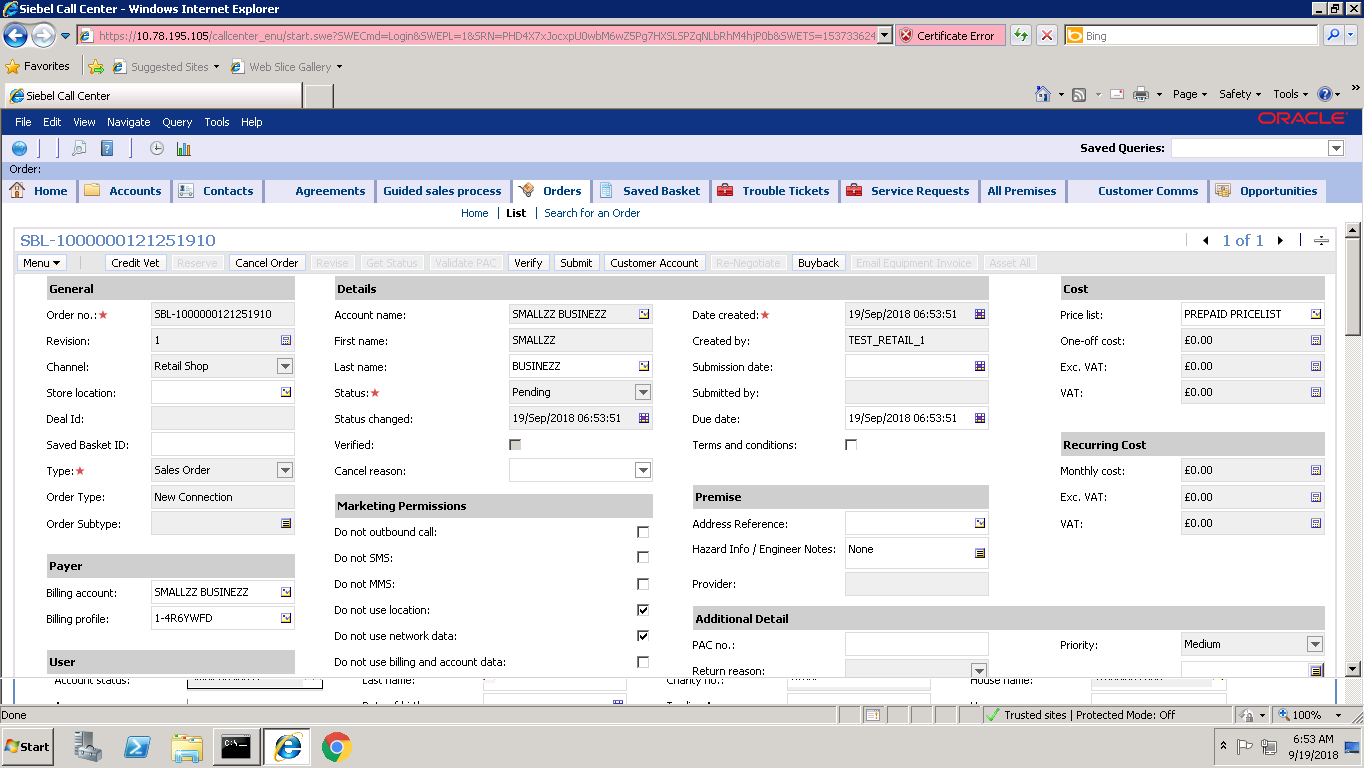 Siebel Call Center - Windows Internet Explorer
https://10.78.195.105/callcenter_enu/start.swe?SWECmd=Login&SWEPL=1&SRN=PHD4X7xJocxpU0wbM6wZ5Pg7HXSLSPZqNLbRhM4hjP0b&SWETS=153733624 Certificate Error Bing
Favorites Suggested Sites Web Slice Gallery
Siebel Call Center Page Safety Tools
File Edit View Navigate Query Tools Help ORACLE
Saved Queries:
Order:
Home Accounts Contacts Agreements Guided sales process Orders Saved Basket Trouble Tickets Service Requests All Premises Customer Comms Opportunities
Home List Search for an Order
SBL-1000000121251910 1 of 1
Menu Credit Vet Reserve Cancel Order Revise Get Status Validate PAC Verify Submit Customer Account Re-Negotiate Buyback Email Equipment Invoice Asset All
General Details Cost
Order no.:★ SBL-1000000121251910 Account name: SMALLZZ BUSINEZZ Date created:★ 19/Sep/2018 06:53:51 Price list: PREPAID PRICELIST
Revision: 1 First name: SMALLZZ Created by: TEST_RETAIL_1 One-off cost: £0.00
Channel: Retail Shop Last name: BUSINEZZ Submission date: Exc. VAT: £0.00
Store location: Status:★ Pending Submitted by: VAT: £0.00
Deal Id: Status changed: 19/Sep/2018 06:53:51 Due date: 19/Sep/2018 06:53:51
Saved Basket ID: Verified: Terms and conditions: Recurring Cost
Type:★ Sales Order Cancel reason: Monthly cost: £0.00
Order Type: New Connection Marketing Permissions Premise Exc. VAT: £0.00
Order Subtype: Do not outbound call: Address Reference: VAT: £0.00
Do not SMS: Hazard Info / Engineer Notes: None
Payer
Billing account: SMALLZZ BUSINEZZ Do not MMS: Provider:
Billing profile: 1-4R6YWFD Do not use location: Additional Detail
Do not use network data: PAC no.: Priority: Medium
User Do not use billing and account data: Return reason:
Account status: Last name: Charity no.: House name:
Done Trusted sites | Protected Mode: Off 100%
Start C:\. 6:53 AM
9/19/2018